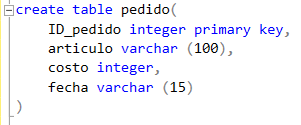 create table pedido(
ID_pedido integer primary key,
articulo varchar (100),
costo integer,
fecha varchar (15)
)